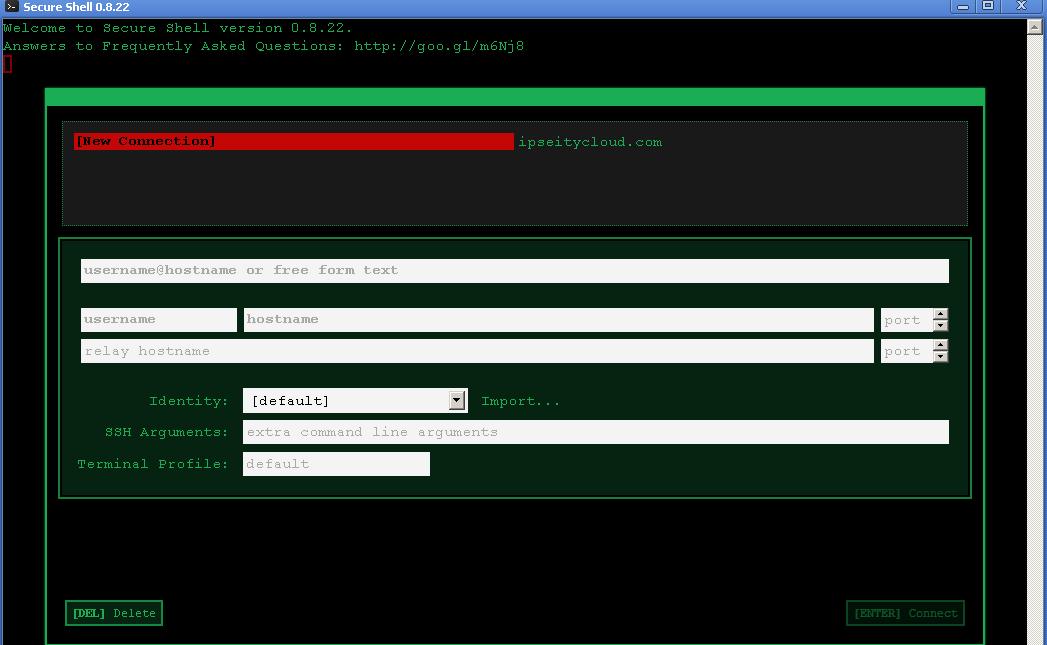 Secure Shell 0.8.22
Welcome to Secure Shell version 0.8.22.
Answers to Frequently Asked Questions: http://goo.gl/m6Nj8
[New Connection] ipseitycloud.com
username@hostname or free form text
username hostname port
relay hostname port
Identity: [default] Import...
SSH Arguments: extra command line arguments
Terminal Profile: default
[DEL] Delete [ENTER] Connect